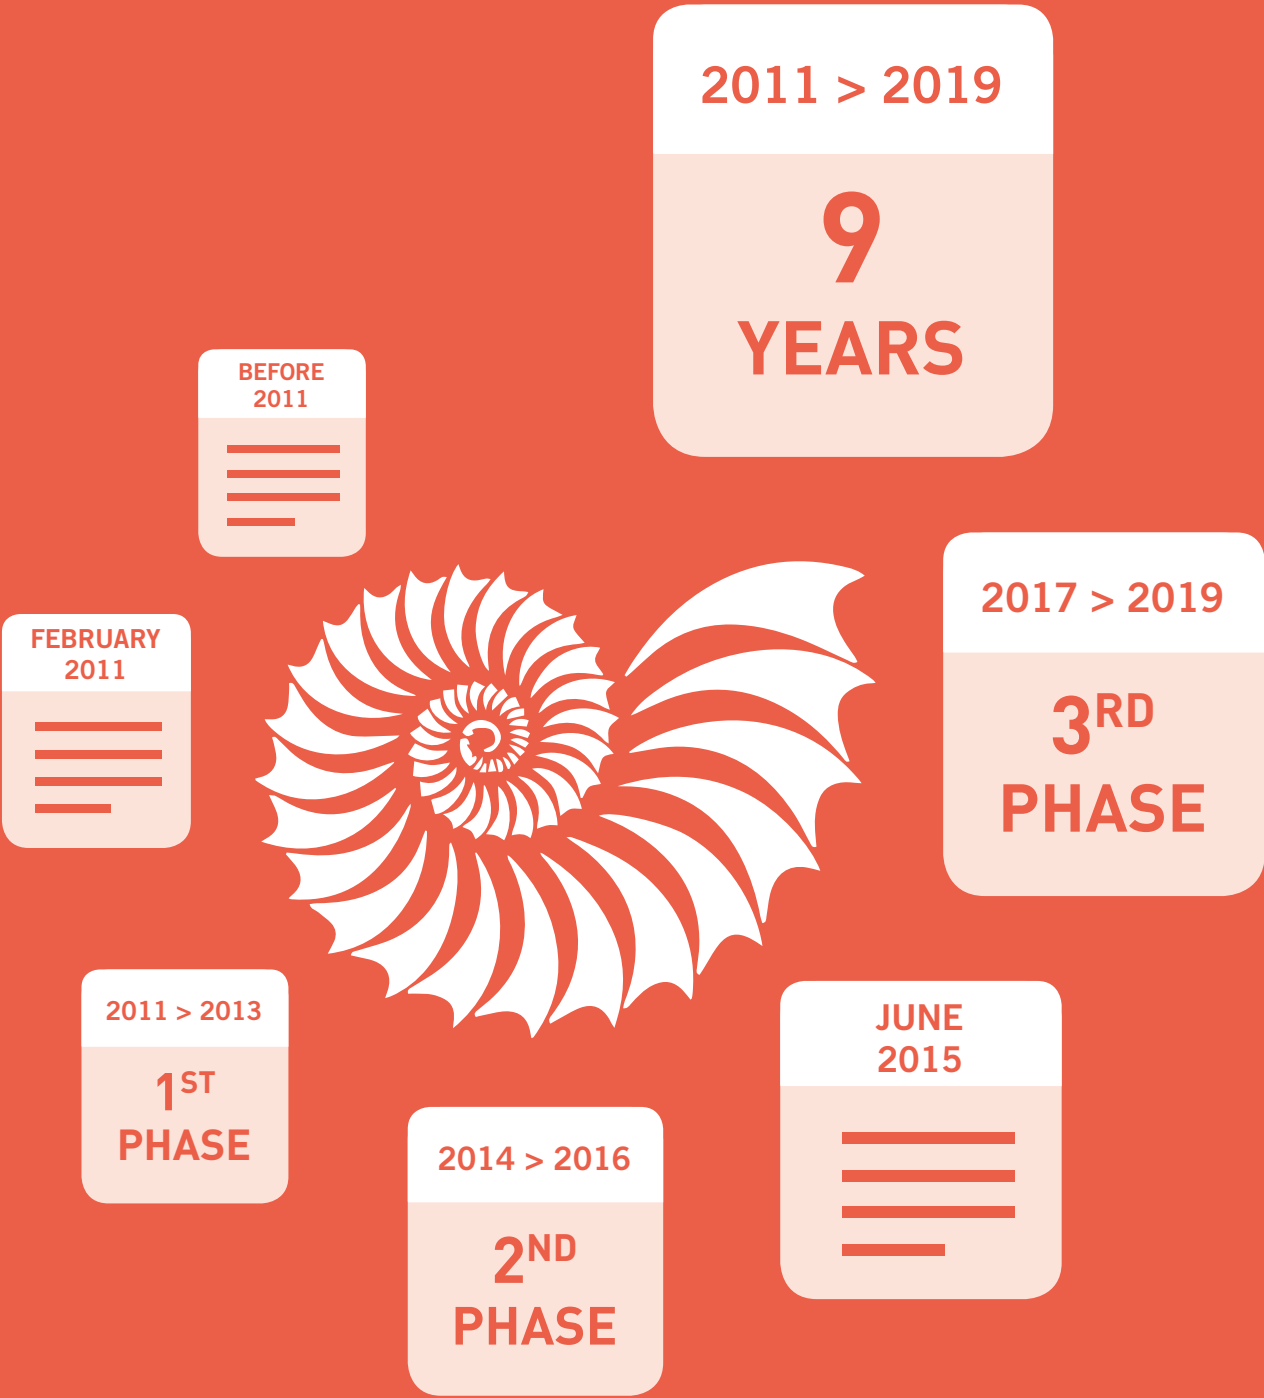 2011 > 2019
9
YEARS
BEFORE
2011
FEBRUARY
2011
2011 > 2013
1ST
PHASE
2014 > 2016
2ND
PHASE
JUNE
2015
2017 > 2019
3RD
PHASE